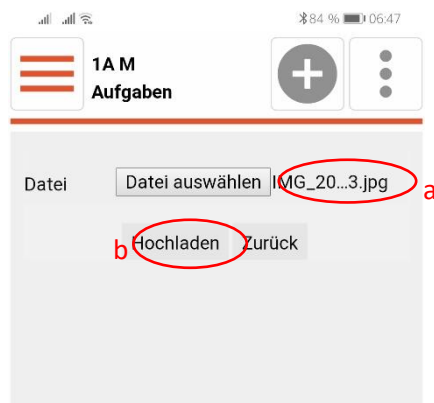 84 % 06:47
1A M
Aufgaben
Datei Datei auswählen IMG_20...3.jpg a
b Hochladen Zurück